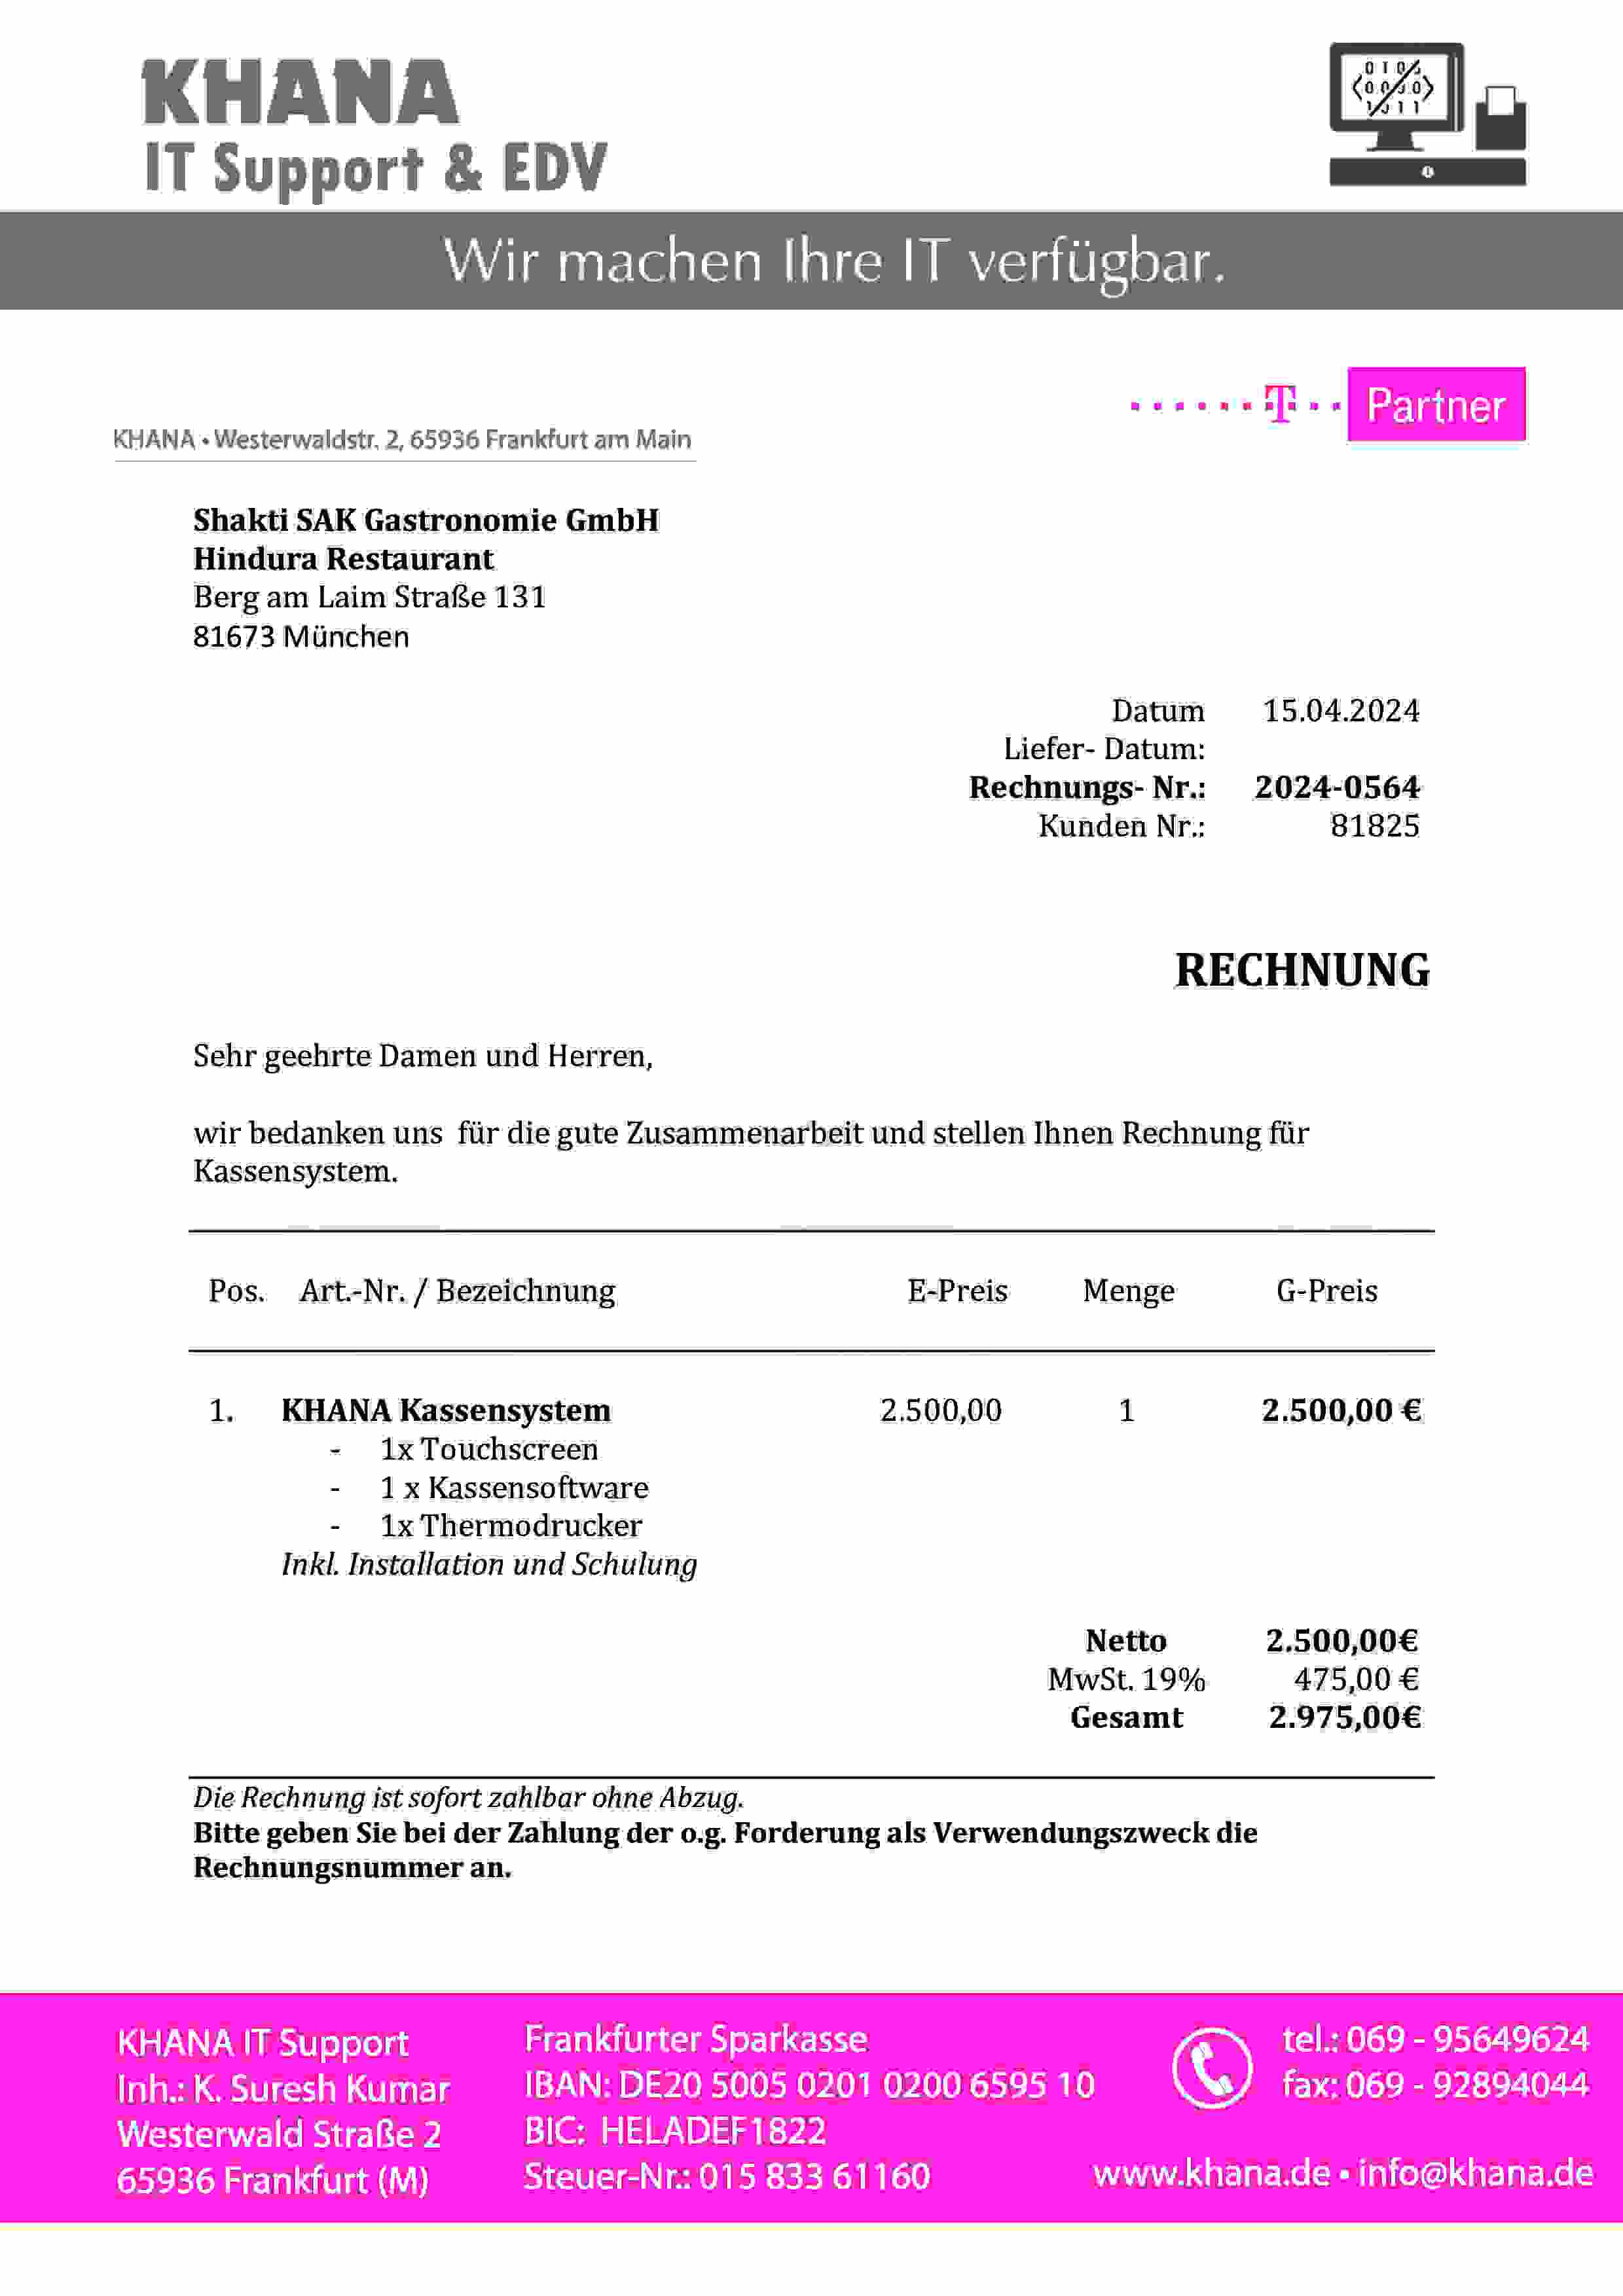 KHANA
IT Support & EDV
Wir machen Ihre IT verfügbar.
T Partner
KHANA • Westerwaldstr. 2, 65936 Frankfurt am Main
Shakti SAK Gastronomie GmbH
Hindura Restaurant
Berg am Laim Straße 131
81673 München
Datum 15.04.2024
Liefer- Datum:
Rechnungs- Nr.: 2024-0564
Kunden Nr.: 81825
RECHNUNG
Sehr geehrte Damen und Herren,
wir bedanken uns für die gute Zusammenarbeit und stellen Ihnen Rechnung für
Kassensystem.
Pos. Art.-Nr. / Bezeichnung E-Preis Menge G-Preis
1. KHANA Kassensystem 2.500,00 1 2.500,00 €
- 1x Touchscreen
- 1 x Kassensoftware
- 1x Thermodrucker
Inkl. Installation und Schulung
Netto 2.500,00€
MwSt. 19% 475,00 €
Gesamt 2.975,00€
Die Rechnung ist sofort zahlbar ohne Abzug.
Bitte geben Sie bei der Zahlung der o.g. Forderung als Verwendungszweck die
Rechnungsnummer an.
KHANA IT Support
Inh.: K. Suresh Kumar
Westerwald Straße 2
65936 Frankfurt (M)
Frankfurter Sparkasse
IBAN: DE20 5005 0201 0200 6595 10
BIC: HELADEF1822
Steuer-Nr.: 015 833 61160
tel.: 069 - 95649624
fax: 069 - 92894044
www.khana.de • info@khana.de